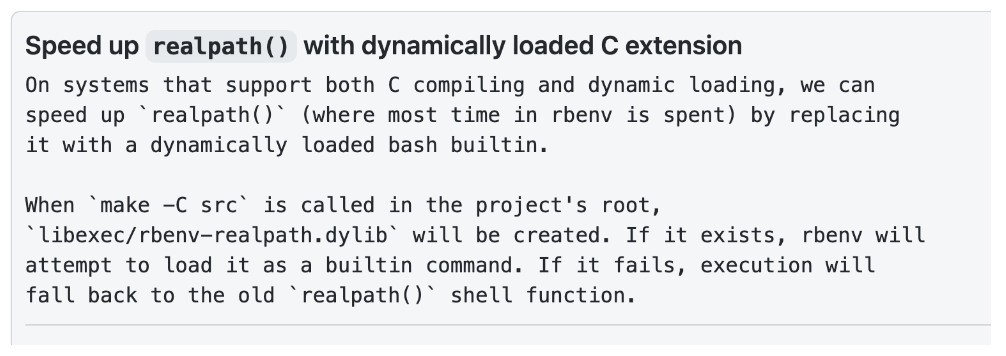 Speed up realpath() with dynamically loaded C extension
On systems that support both C compiling and dynamic loading, we can
speed up `realpath()` (where most time in rbenv is spent) by replacing
it with a dynamically loaded bash builtin.
When `make -C src` is called in the project's root,
`libexec/rbenv-realpath.dylib` will be created. If it exists, rbenv will
attempt to load it as a builtin command. If it fails, execution will
fall back to the old `realpath()` shell function.